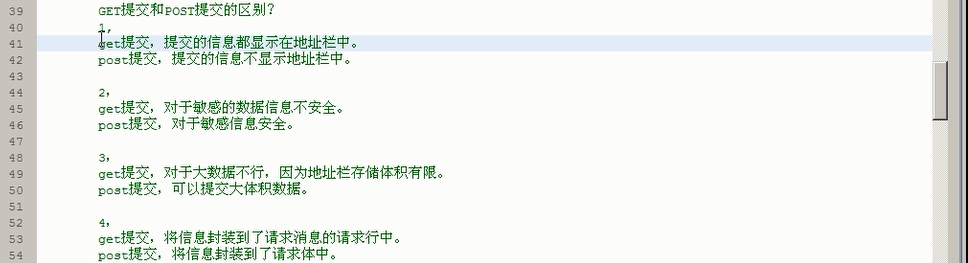 39 GET提交和POST提交的区别？
40 1，
41 get提交，提交的信息都显示在地址栏中。
42 post提交，提交的信息不显示地址栏中。
43
44 2，
45 get提交，对于敏感的数据信息不安全。
46 post提交，对于敏感信息安全。
47
48 3，
49 get提交，对于大数据不行，因为地址栏存储体积有限。
50 post提交，可以提交大体积数据。
51
52 4，
53 get提交，将信息封装到了请求消息的请求行中。
54 post提交，将信息封装到了请求体中。